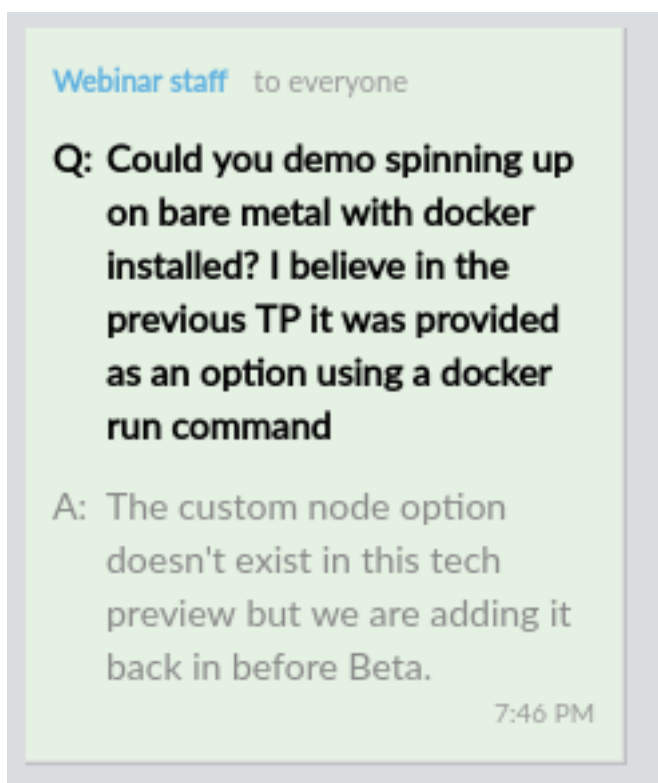 Webinar staff to everyone
Q: Could you demo spinning up
on bare metal with docker
installed? I believe in the
previous TP it was provided
as an option using a docker
run command
A: The custom node option
doesn't exist in this tech
preview but we are adding it
back in before Beta.
7:46 PM